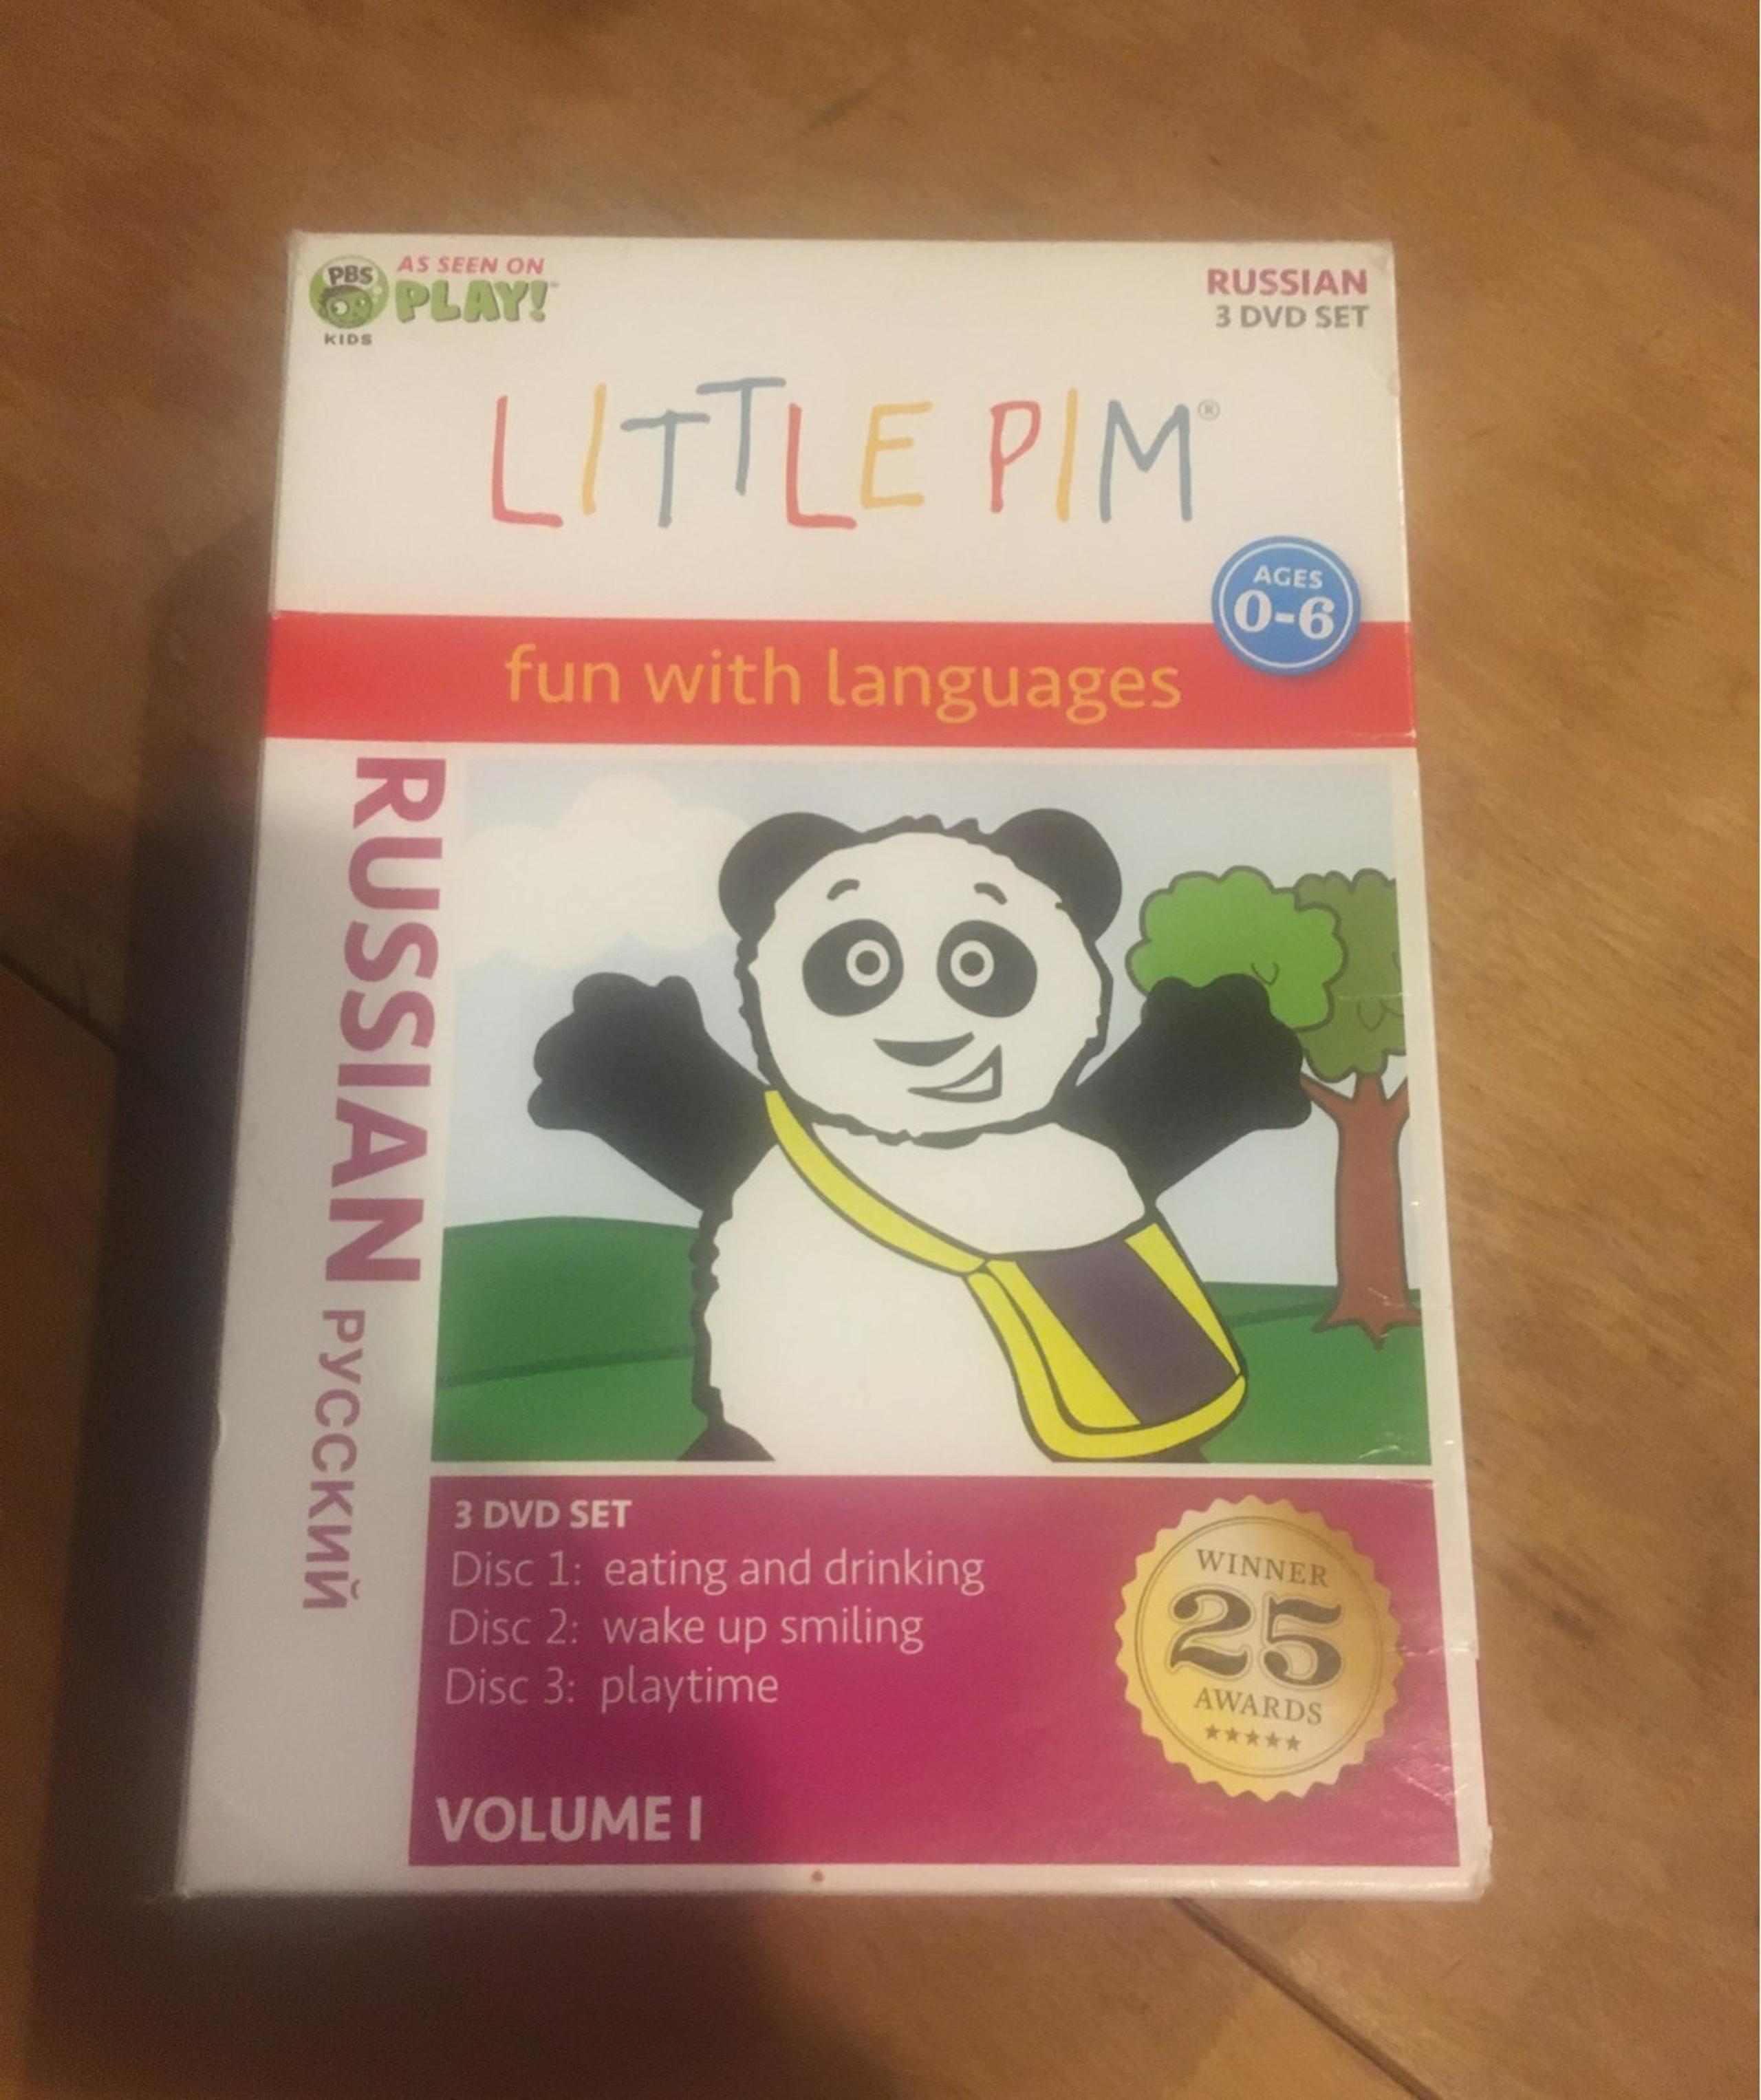 PBS
KIDS
AS SEEN ON
PLAY!™
RUSSIAN
3 DVD SET
LITTLE PIM®
AGES
0-6
fun with languages
RUSSIAN РУССКИЙ
3 DVD SET
Disc 1: eating and drinking
Disc 2: wake up smiling
Disc 3: playtime
VOLUME I
WINNER
25
AWARDS